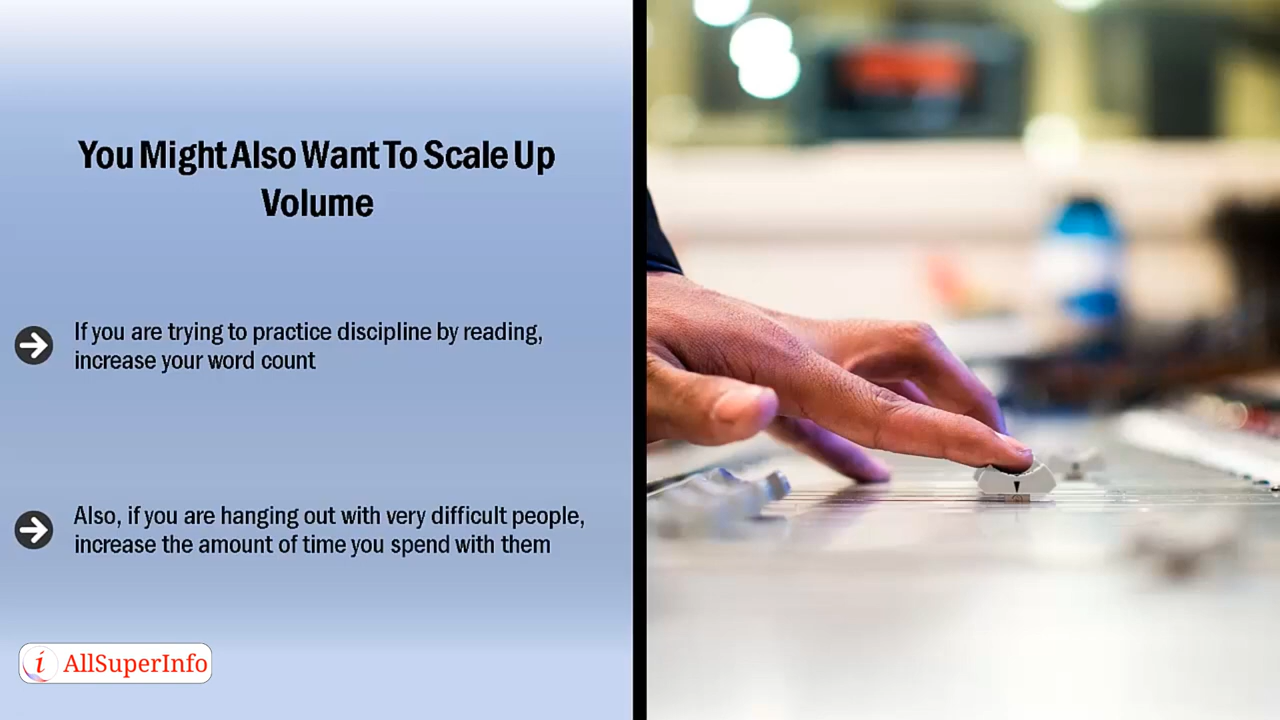 You Might Also Want To Scale Up
Volume
If you are trying to practice discipline by reading,
increase your word count
Also, if you are hanging out with very difficult people,
increase the amount of time you spend with them
i AllSuperInfo